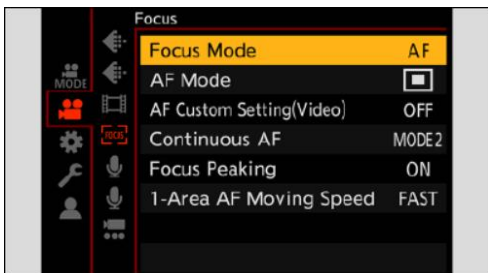 Focus
MODE
FOCUS
Focus Mode AF
AF Mode
AF Custom Setting(Video) OFF
Continuous AF MODE2
Focus Peaking ON
1-Area AF Moving Speed FAST